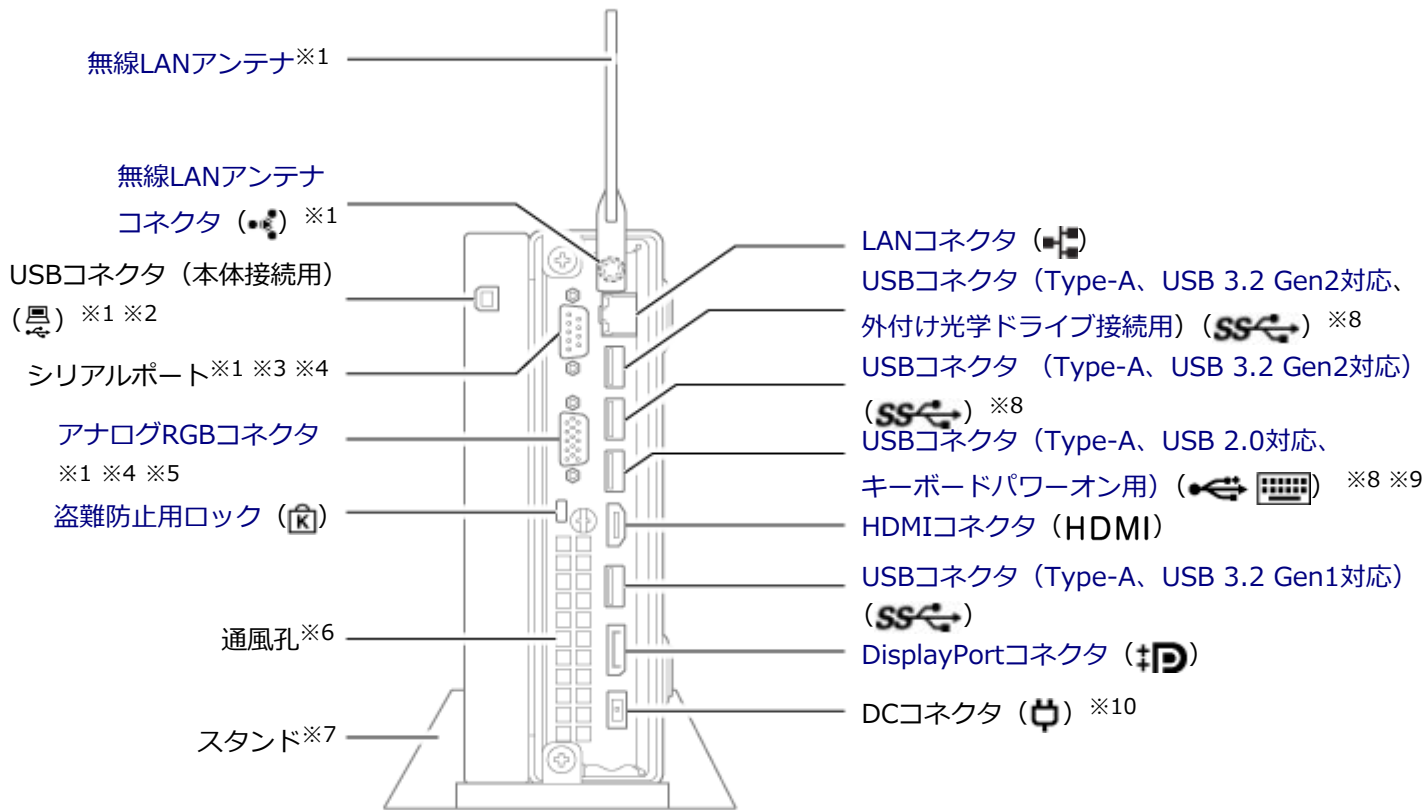 無線LANアンテナ※1
無線LANアンテナ
コネクタ（）※1
USBコネクタ（本体接続用）
（）※1 ※2
シリアルポート※1 ※3 ※4
アナログRGBコネクタ
※1 ※4 ※5
盗難防止用ロック（K）
通風孔※6
スタンド※7
LANコネクタ（）
USBコネクタ（Type-A、USB 3.2 Gen2対応、
外付け光学ドライブ接続用）（SS）※8
USBコネクタ （Type-A、USB 3.2 Gen2対応）
（SS）※8
USBコネクタ（Type-A、USB 2.0対応、
キーボードパワーオン用）（） ※8 ※9
HDMIコネクタ（HDMI）
USBコネクタ（Type-A、USB 3.2 Gen1対応）
（SS）
DisplayPortコネクタ（D）
DCコネクタ（）※10